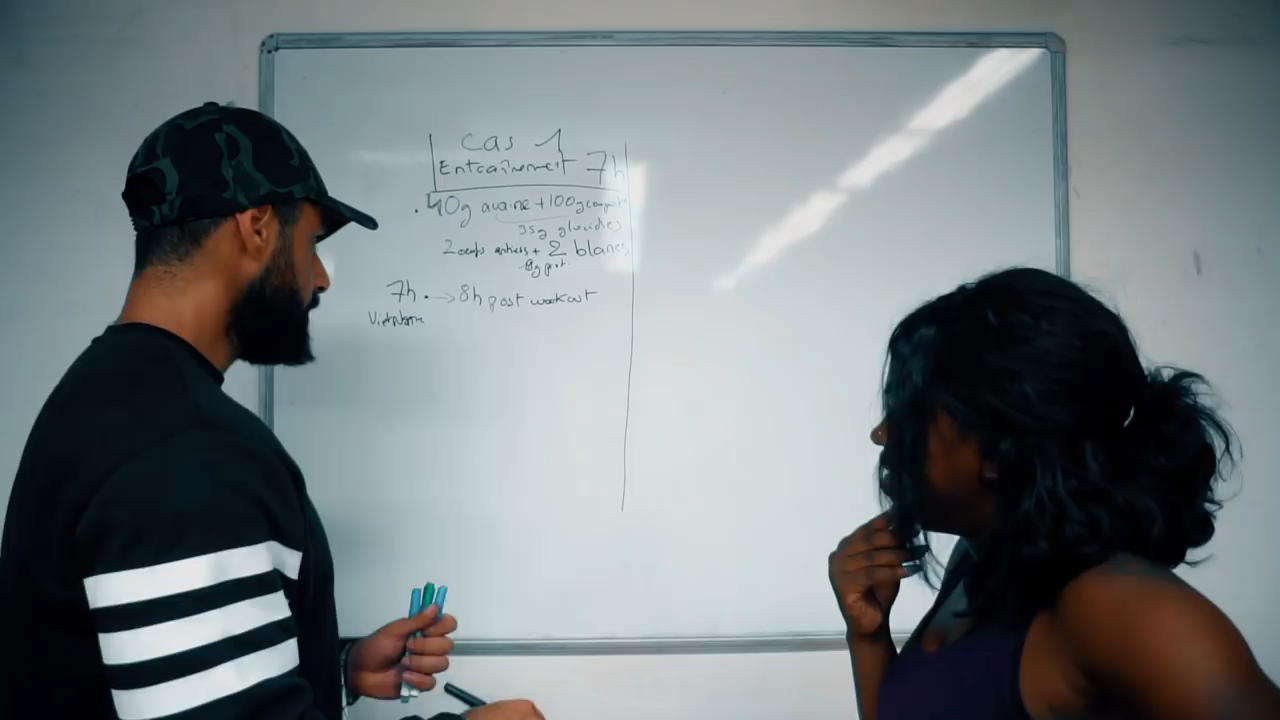 Cas 1
Entraînement 7h
. 40g avoine + 100g compote
35g glucides
2 oeufs entiers + 2 blancs
7h . → 8h post workout